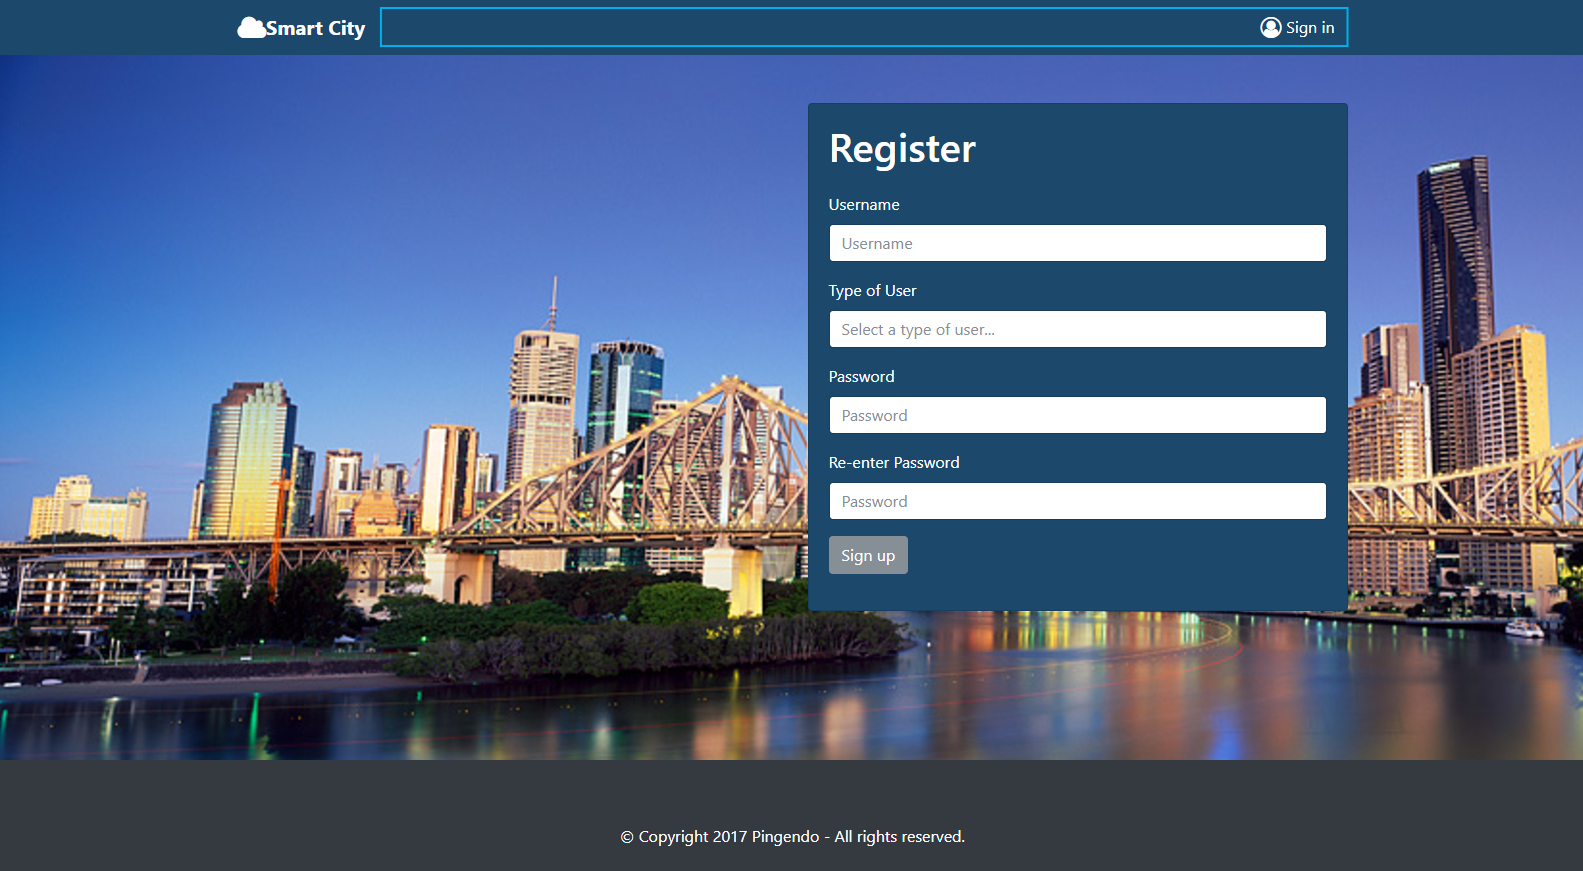 Smart City
Sign in
Register
Username
Username
Type of User
Select a type of user...
Password
Password
Re-enter Password
Password
Sign up
© Copyright 2017 Pingendo - All rights reserved.